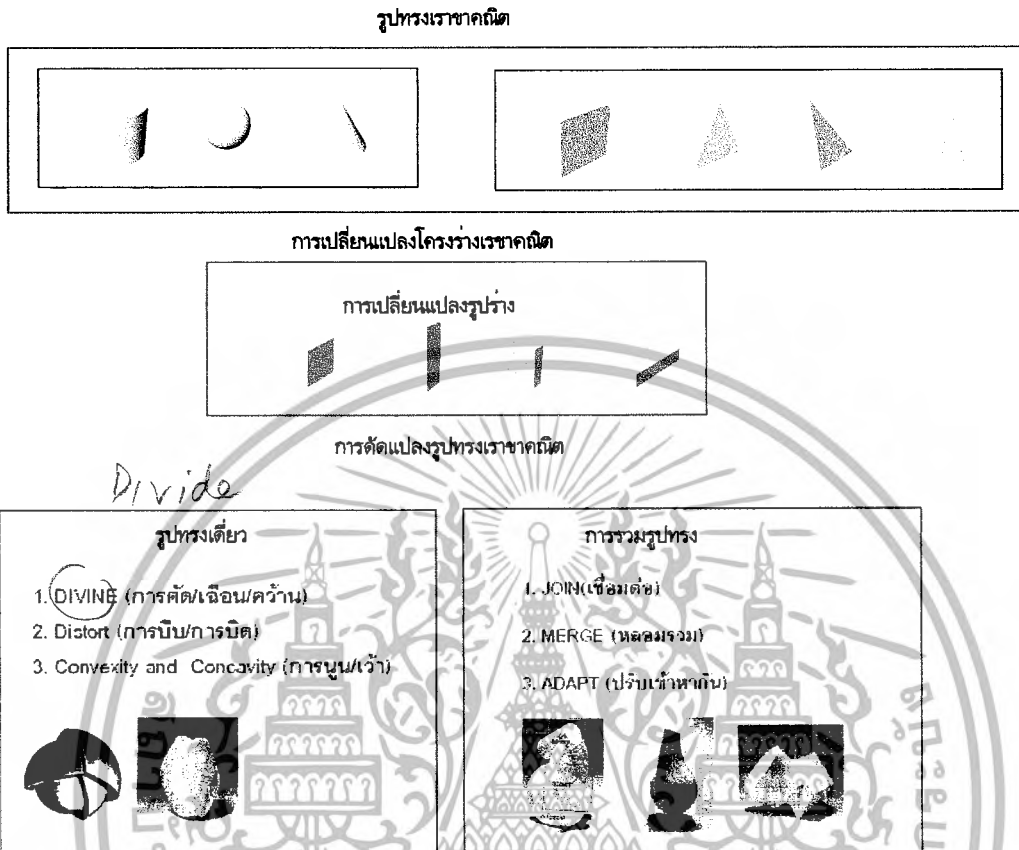 รูปทรงเราขาคณิต
การเปลี่ยนแปลงโครงร่างเรขาคณิต
การเปลี่ยนแปลงรูปร่าง
การดัดแปลงรูปทรงเราขาคณิต
Divide
รูปทรงเดี่ยว
1. DIVINE (การตัด/เฉือน/คว้าน)
2. Distort (การบีบ/การบิด)
3. Convexity and Concavity (การนูน/เว้า)
การรวมรูปทรง
1. JOIN(เชื่อมต่อ)
2. MERGE (หลอมรวม)
3. ADAPT (ปรับเข้าหากัน)